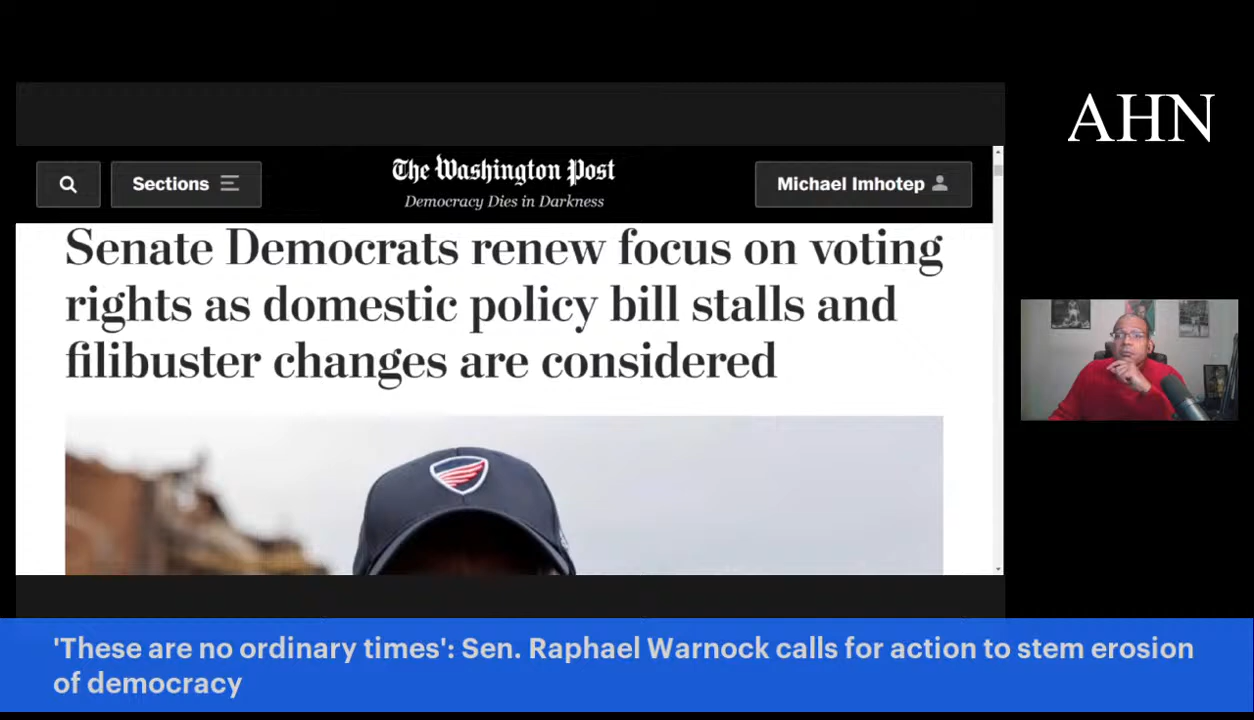 AHN
Sections
The Washington Post
Democracy Dies in Darkness
Michael Imhotep
Senate Democrats renew focus on voting
rights as domestic policy bill stalls and
filibuster changes are considered
'These are no ordinary times': Sen. Raphael Warnock calls for action to stem erosion
of democracy